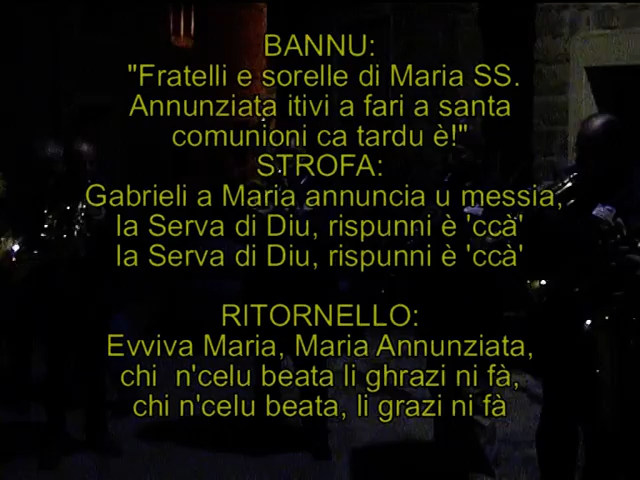 BANNU:
"Fratelli e sorelle di Maria SS.
Annunziata itivi a fari a santa
comunioni ca tardu è!"
STROFA:
Gabrieli a Maria annuncia u messia,
la Serva di Diu, rispunni è 'ccà'
la Serva di Diu, rispunni è 'ccà'
RITORNELLO:
Evviva Maria, Maria Annunziata,
chi n'celu beata li ghrazi ni fà,
chi n'celu beata, li grazi ni fà